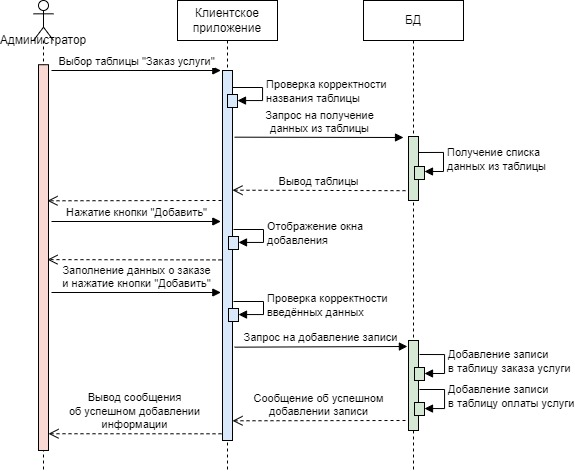 Администратор
Клиентское
приложение
БД
Выбор таблицы "Заказ услуги"
Проверка корректности
названия таблицы
Запрос на получение
данных из таблицы
Получение списка
данных из таблицы
Вывод таблицы
Нажатие кнопки "Добавить"
Отображение окна
добавления
Заполнение данных о заказе
и нажатие кнопки "Добавить"
Проверка корректности
введённых данных
Запрос на добавление записи
Добавление записи
в таблицу заказа услуги
Добавление записи
в таблицу оплаты услуги
Сообщение об успешном
добавлении записи
Вывод сообщения
об успешном добавлении
информации